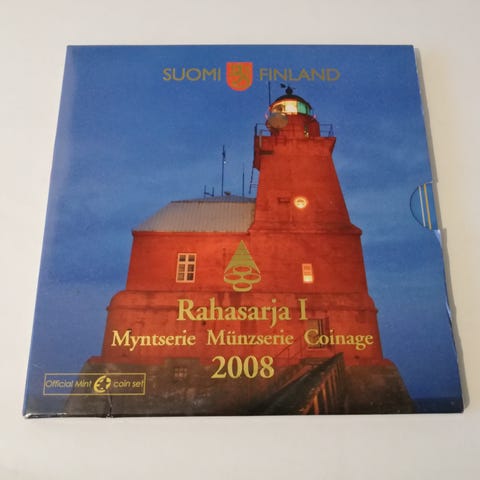 SUOMI FINLAND
Rahasarja I
Myntserie Münzserie Coinage
2008
Official Mint coin set